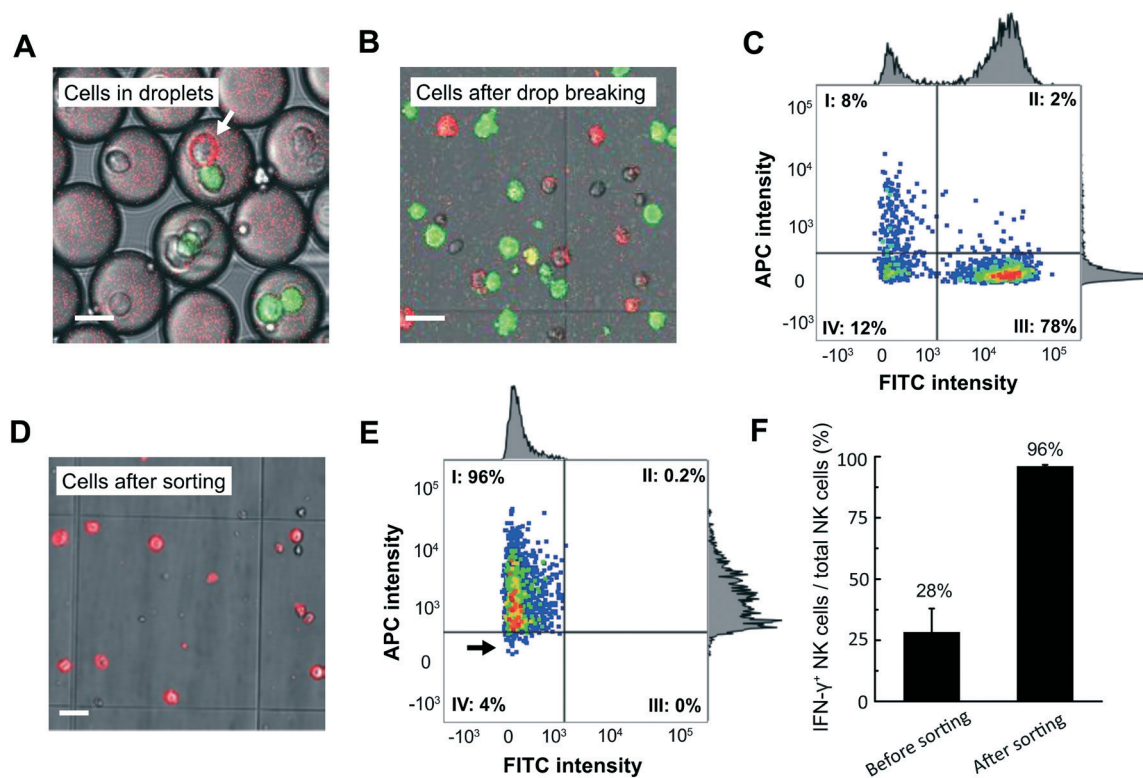 A
Cells in droplets
B
Cells after drop breaking
C
I: 8%
II: 2%
IV: 12%
III: 78%
APC intensity
10⁵
10⁴
10³
0
-10³
-10³ 0 10³ 10⁴ 10⁵
FITC intensity
D
Cells after sorting
E
I: 96%
II: 0.2%
IV: 4%
III: 0%
APC intensity
10⁵
10⁴
10³
0
-10³
-10³ 0 10³ 10⁴ 10⁵
FITC intensity
F
IFN-γ⁺ NK cells / total NK cells (%)
100
75
50
25
0
28%
96%
Before sorting
After sorting